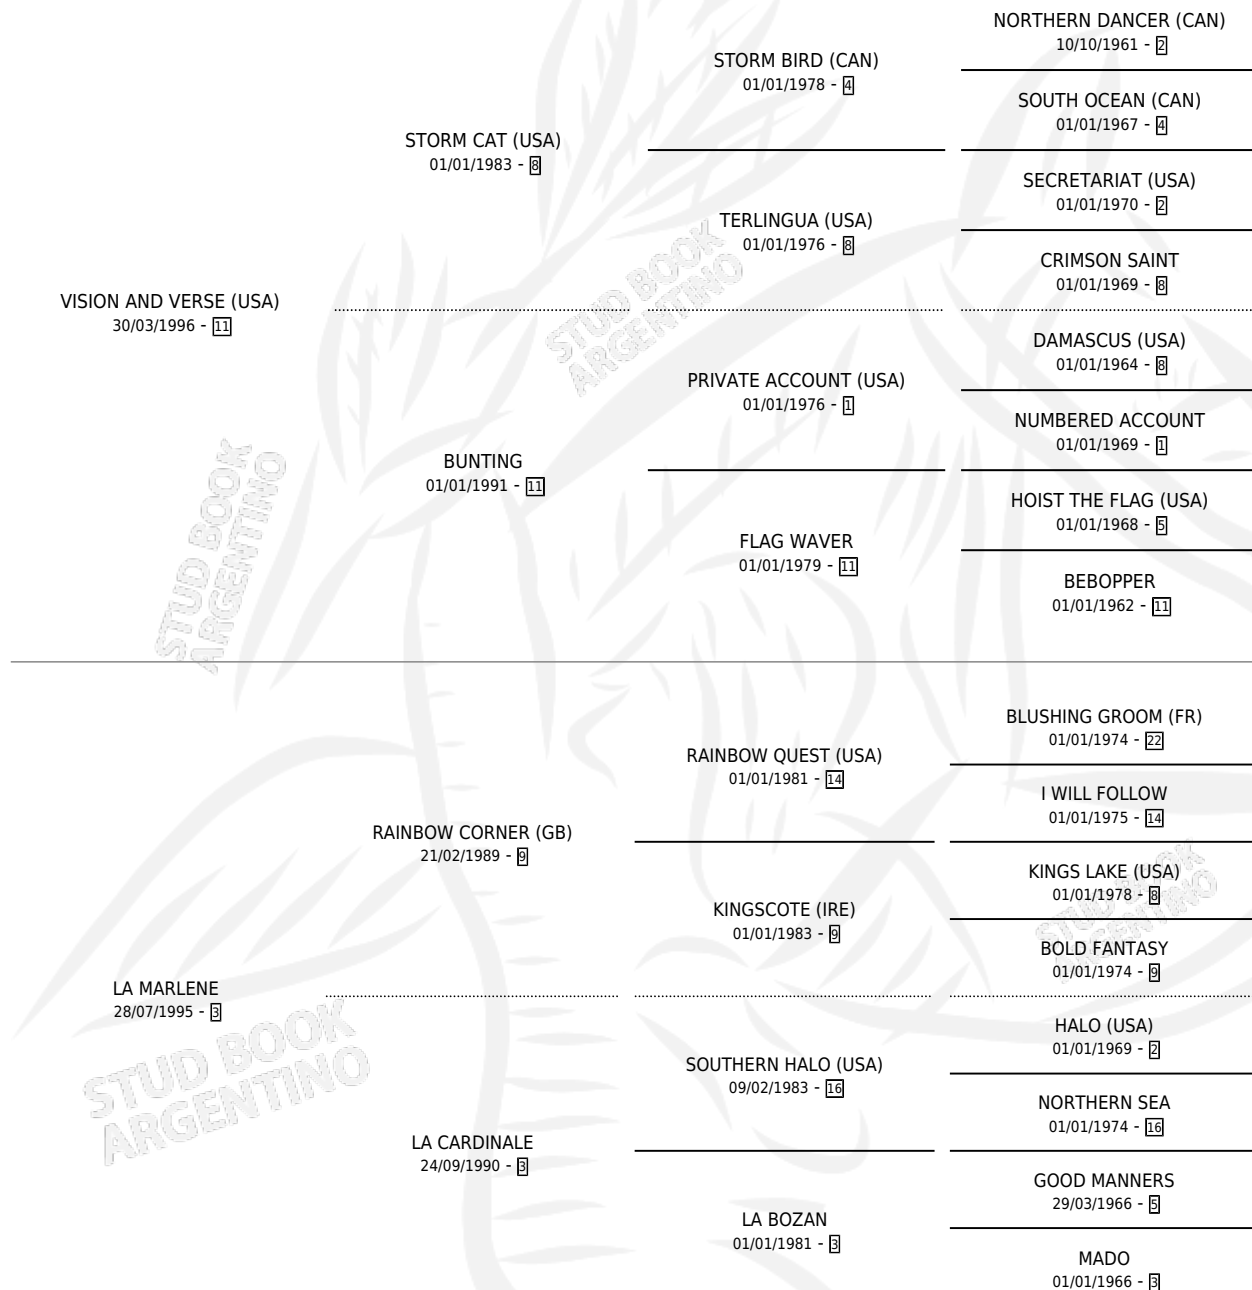 NORTHERN DANCER (CAN)
10/10/1961 - 2
STORM BIRD (CAN)
01/01/1978 - 4
SOUTH OCEAN (CAN)
01/01/1967 - 4
STORM CAT (USA)
01/01/1983 - 8
SECRETARIAT (USA)
01/01/1970 - 2
TERLINGUA (USA)
01/01/1976 - 8
CRIMSON SAINT
01/01/1969 - 8
VISION AND VERSE (USA)
30/03/1996 - 11
STUD BOOK
ARGENTINO
DAMASCUS (USA)
01/01/1964 - 8
PRIVATE ACCOUNT (USA)
01/01/1976 - 1
NUMBERED ACCOUNT
01/01/1969 - 1
BUNTING
01/01/1991 - 11
HOIST THE FLAG (USA)
01/01/1968 - 5
FLAG WAVER
01/01/1979 - 11
BEBOPPER
01/01/1962 - 11
STUD BOOK
ARGENTINO
BLUSHING GROOM (FR)
01/01/1974 - 22
RAINBOW QUEST (USA)
01/01/1981 - 14
I WILL FOLLOW
01/01/1975 - 14
RAINBOW CORNER (GB)
21/02/1989 - 9
KINGS LAKE (USA)
01/01/1978 - 8
KINGSCOTE (IRE)
01/01/1983 - 9
BOLD FANTASY
01/01/1974 - 9
STUD BOOK
ARGENTINO
LA MARLENE
28/07/1995 - 3
HALO (USA)
01/01/1969 - 2
SOUTHERN HALO (USA)
09/02/1983 - 16
NORTHERN SEA
01/01/1974 - 16
STUD BOOK
ARGENTINO
LA CARDINALE
24/09/1990 - 3
GOOD MANNERS
29/03/1966 - 5
LA BOZAN
01/01/1981 - 3
MADO
01/01/1966 - 3